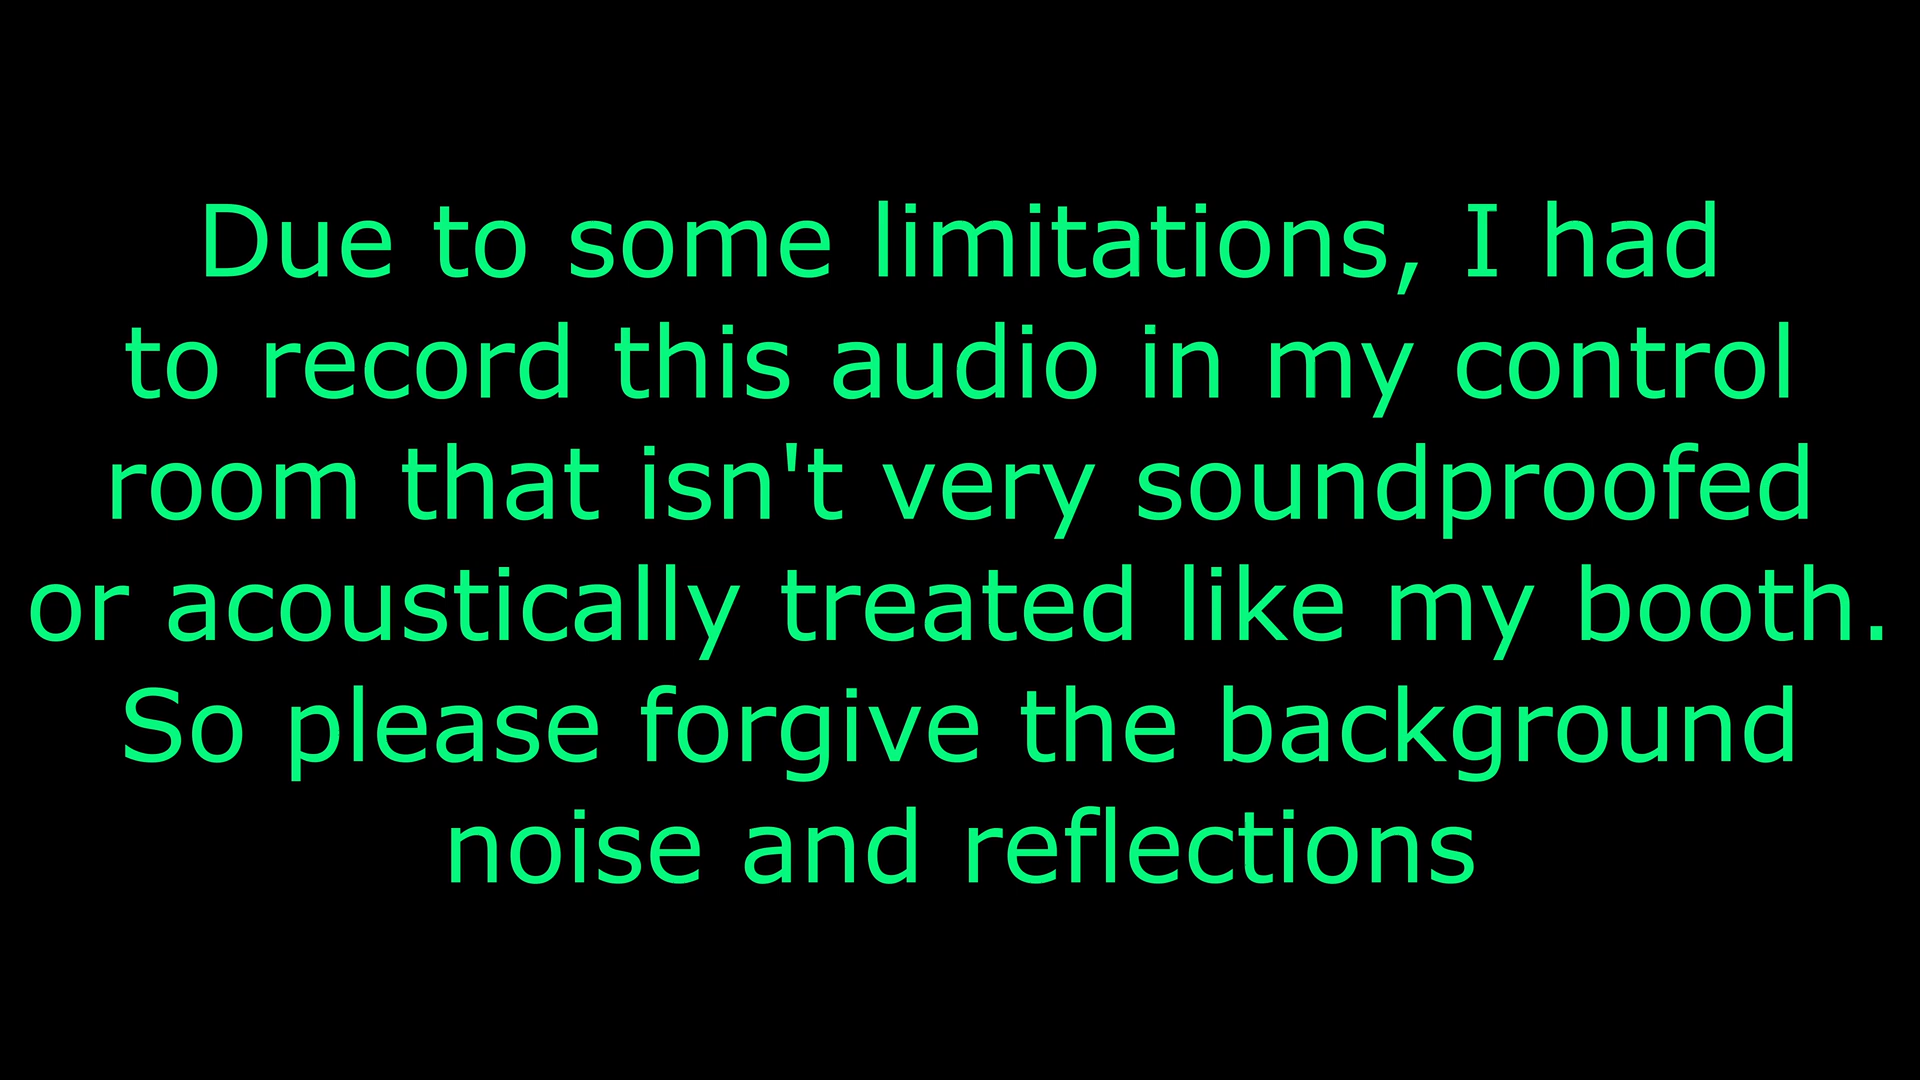 Due to some limitations, I had
to record this audio in my control
room that isn't very soundproofed
or acoustically treated like my booth.
So please forgive the background
noise and reflections